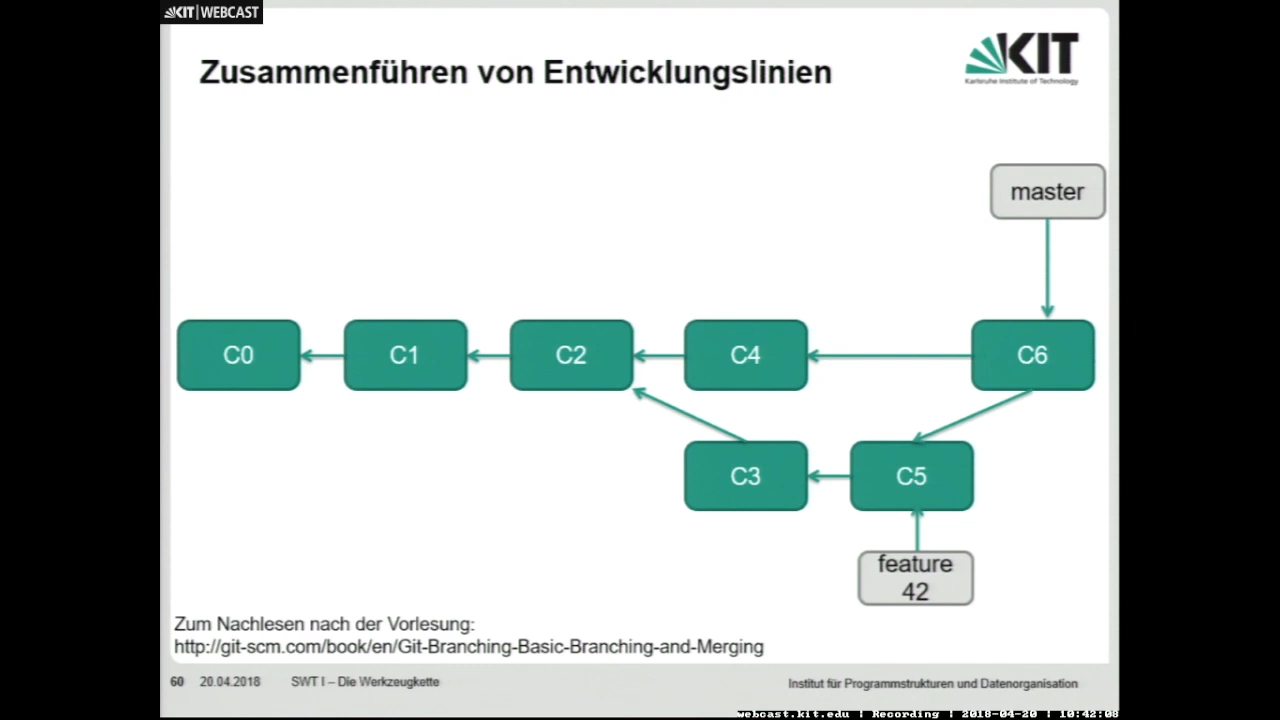 KIT | WEBCAST
Zusammenführen von Entwicklungslinien
KIT
Karlsruhe Institute of Technology
master
C0
C1
C2
C4
C6
C3
C5
feature
42
Zum Nachlesen nach der Vorlesung:
http://git-scm.com/book/en/Git-Branching-Basic-Branching-and-Merging
60 20.04.2018 SWT I – Die Werkzeugkette Institut für Programmstrukturen und Datenorganisation
webcast.kit.edu | Recording | 2018-04-20 | 10:42:08